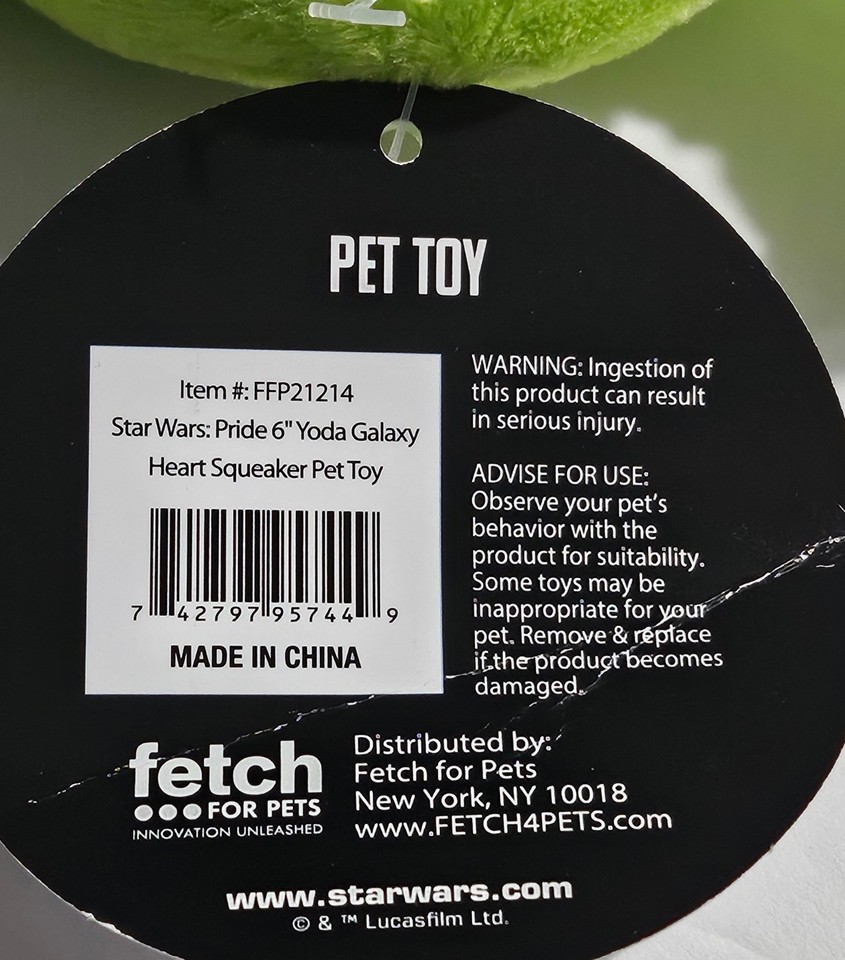 PET TOY
Item #: FFP21214
Star Wars: Pride 6" Yoda Galaxy
Heart Squeaker Pet Toy
7 42797 95744 9
MADE IN CHINA
WARNING: Ingestion of
this product can result
in serious injury.
ADVISE FOR USE:
Observe your pet's
behavior with the
product for suitability.
Some toys may be
inappropriate for your
pet. Remove & replace
if the product becomes
damaged.
fetch
FOR PETS
INNOVATION UNLEASHED
Distributed by:
Fetch for Pets
New York, NY 10018
www.FETCH4PETS.com
www.starwars.com
© & ™ Lucasfilm Ltd.